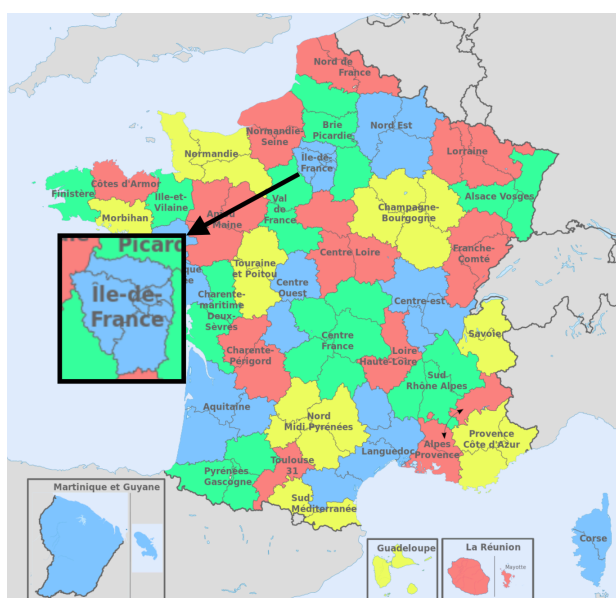 Nord de
France
Normandie-
Seine
Brie
Picardie
Nord Est
Île-de-
France
Lorraine
Normandie
Côtes d'Armor
Finistère
Ille-et-
Vilaine
Morbihan
Maine
Val
de
France
Champagne-
Bourgogne
Alsace Vosges
Picard
Île-de-
France
Touraine
et Poitou
Centre Loire
Franche-
Comté
Centre
Ouest
Centre-est
Charente-
maritime
Deux-
Sèvres
Centre
France
Savoie
Charente-
Périgord
Loire
Haute-Loire
Sud
Rhône Alpes
Aquitaine
Nord
Midi Pyrénées
Languedoc
Alpes
Provence
Provence
Côte d'Azur
Pyrénées
Gascogne
Toulouse
31
Sud
Méditerranée
Martinique et Guyane
Guadeloupe
La Réunion
Mayotte
Corse